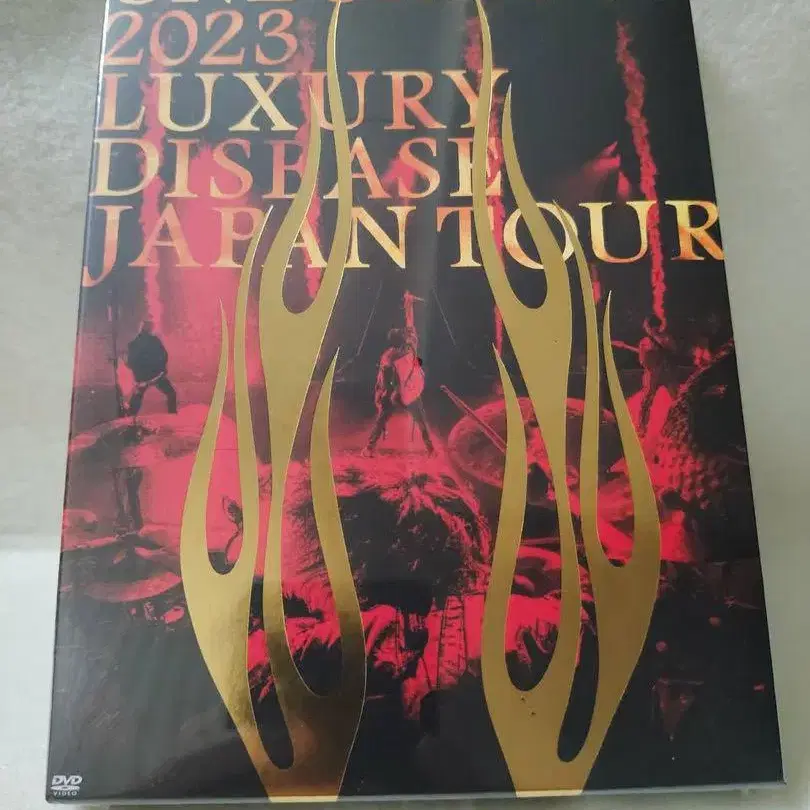 2023
LUXURY
DISEASE
JAPAN TOUR
DVD
VIDEO